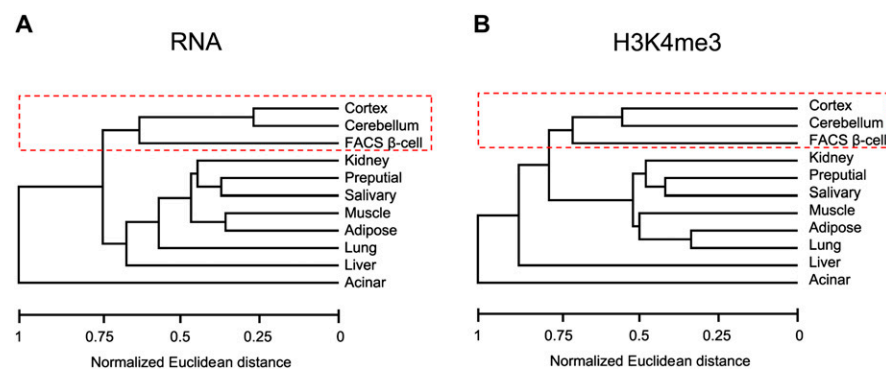 A
RNA
Cortex
Cerebellum
FACS β-cell
Kidney
Preputial
Salivary
Muscle
Adipose
Lung
Liver
Acinar
1 0.75 0.5 0.25 0
Normalized Euclidean distance
B
H3K4me3
Cortex
Cerebellum
FACS β-cell
Kidney
Preputial
Salivary
Muscle
Adipose
Lung
Liver
Acinar
1 0.75 0.5 0.25 0
Normalized Euclidean distance